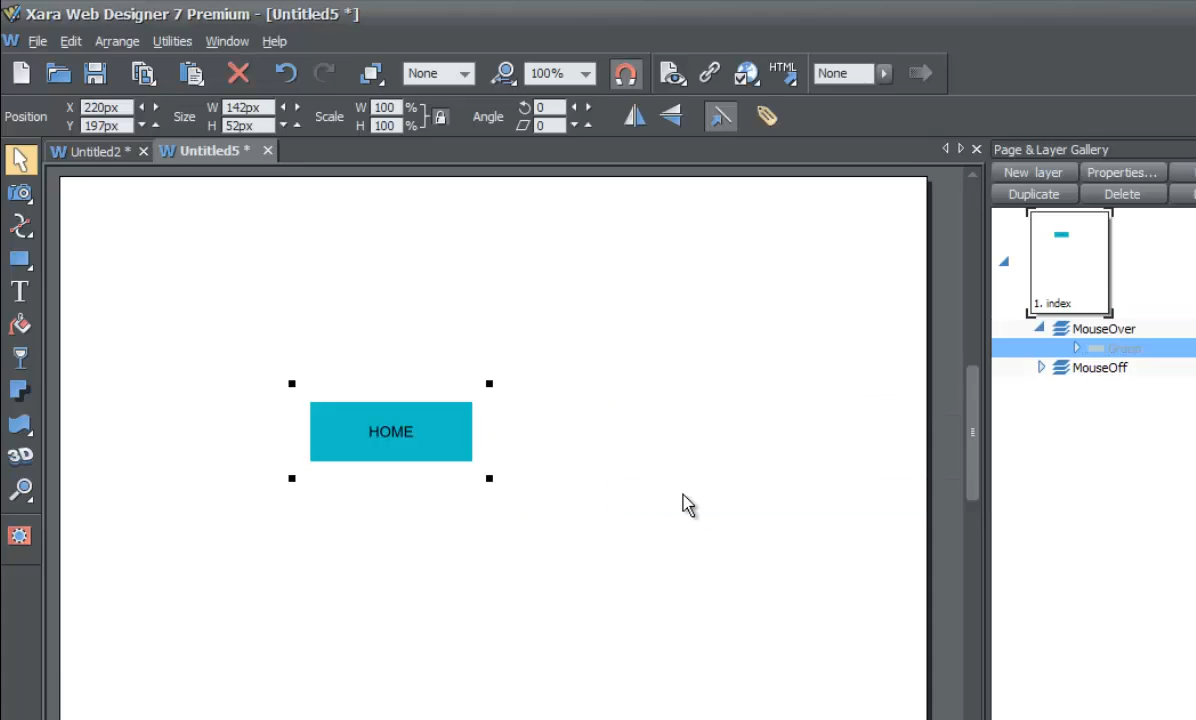 Xara Web Designer 7 Premium - [Untitled5 *]
W File Edit Arrange Utilities Window Help
None 100% HTML None
Position X 220px Y 197px Size W 142px H 52px Scale W 100 % H 100 % Angle 0 0
W Untitled2 * W Untitled5 * Page & Layer Gallery
New layer Properties...
Duplicate Delete
T
3D
1. index
MouseOver
Group
MouseOff
HOME